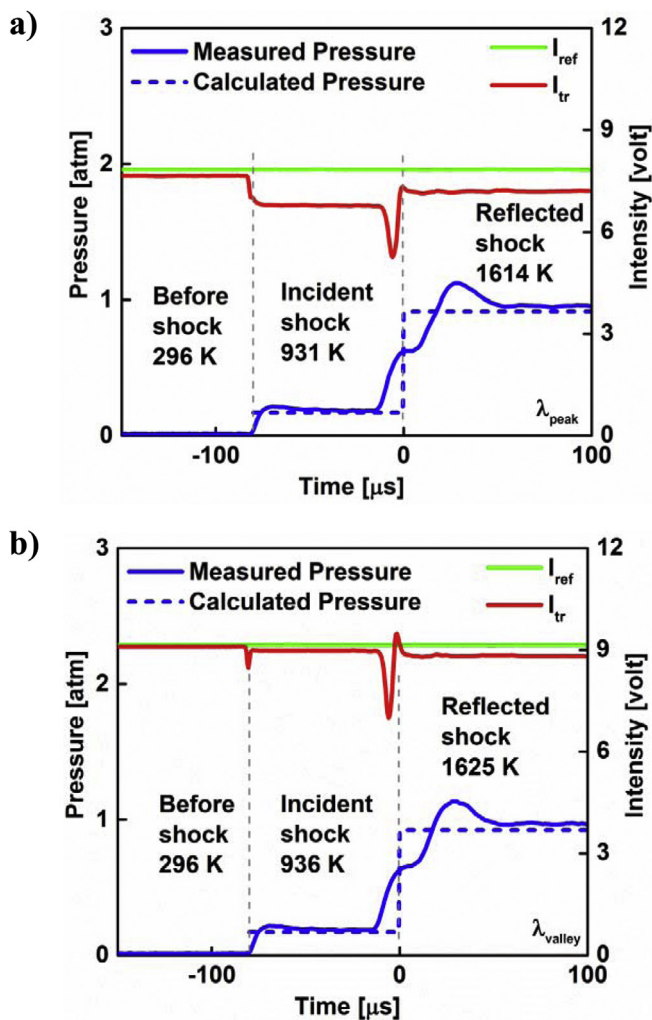 a)
3
12
Measured Pressure
I_ref
Calculated Pressure
I_tr
9
2
6
1
3
0
0
Pressure [atm]
Intensity [volt]
Before
shock
296 K
Incident
shock
931 K
Reflected
shock
1614 K
λ_peak
-100
0
100
Time [μs]
b)
3
12
Measured Pressure
I_ref
Calculated Pressure
I_tr
9
2
6
1
3
0
0
Pressure [atm]
Intensity [volt]
Before
shock
296 K
Incident
shock
936 K
Reflected
shock
1625 K
λ_valley
-100
0
100
Time [μs]